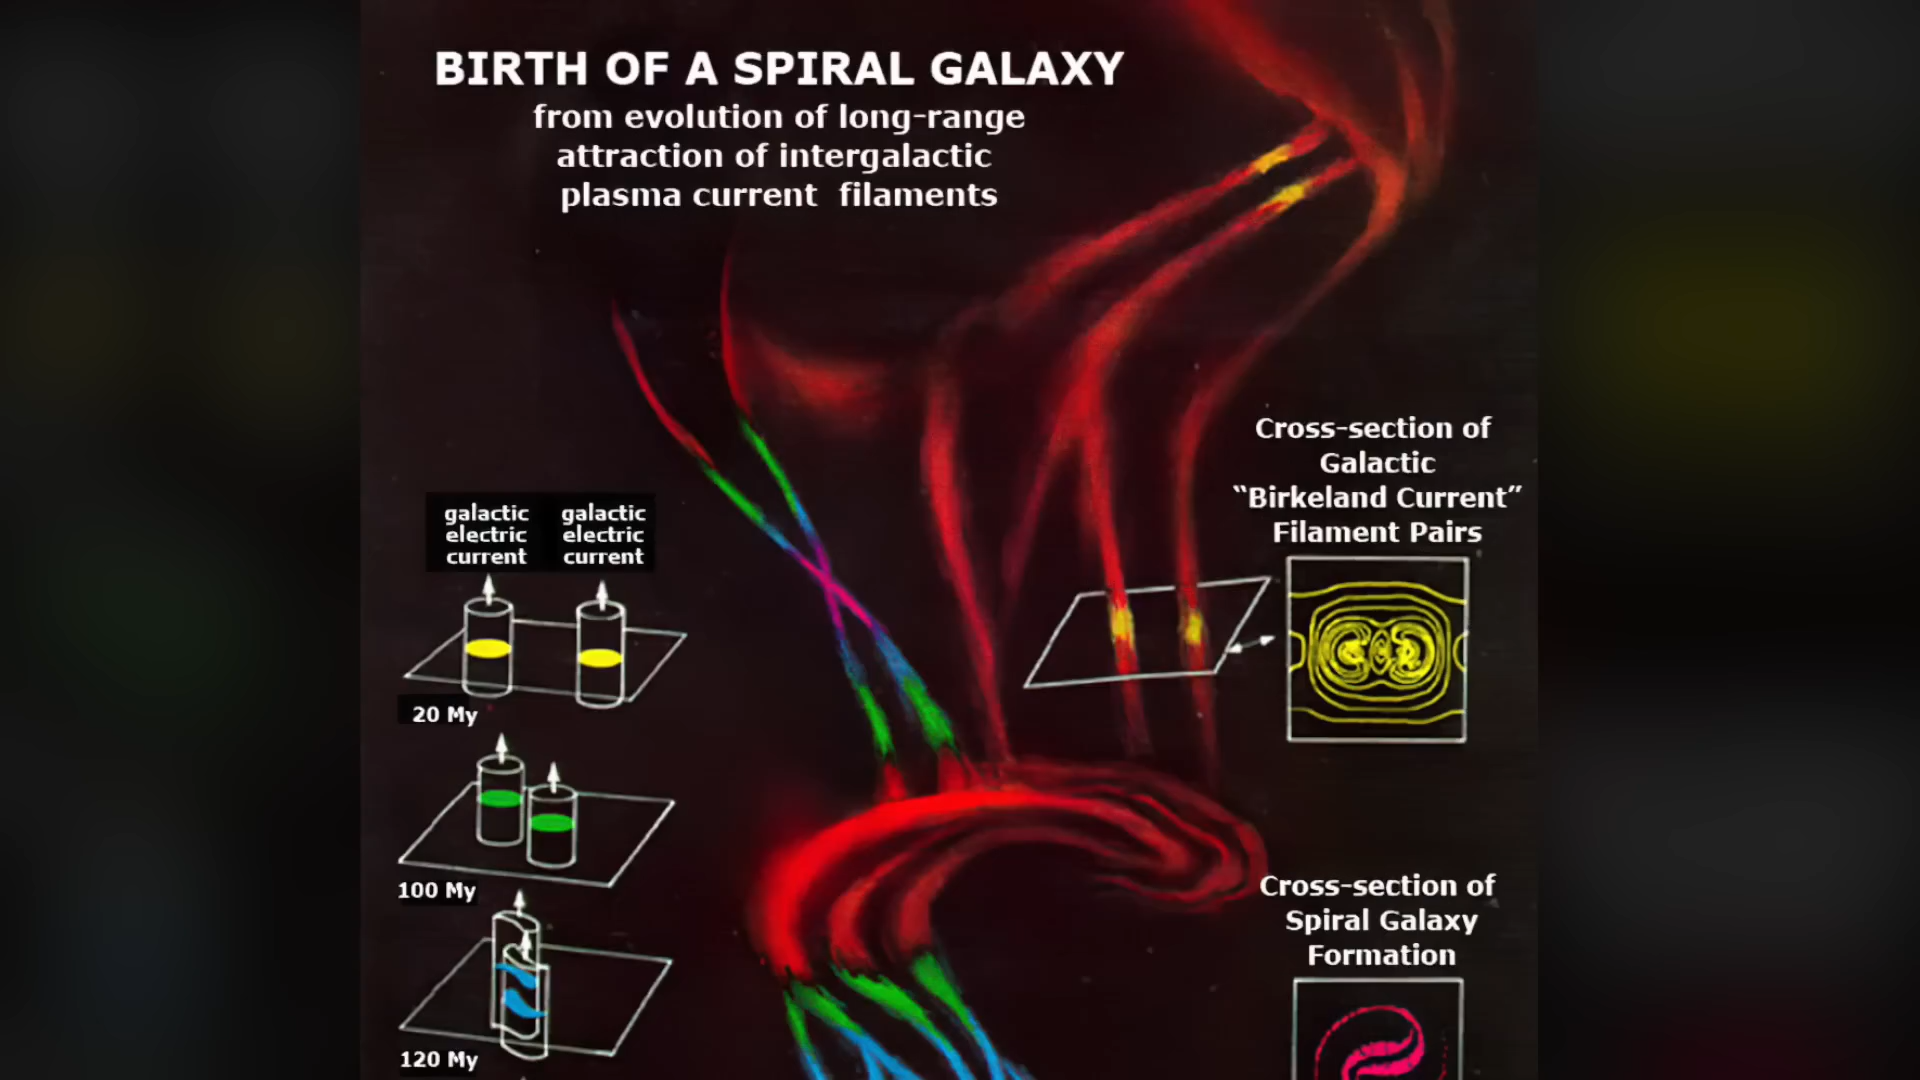 BIRTH OF A SPIRAL GALAXY
from evolution of long-range
attraction of intergalactic
plasma current filaments
Cross-section of
Galactic
“Birkeland Current”
Filament Pairs
galactic
electric
current
galactic
electric
current
20 My
100 My
Cross-section of
Spiral Galaxy
Formation
120 My